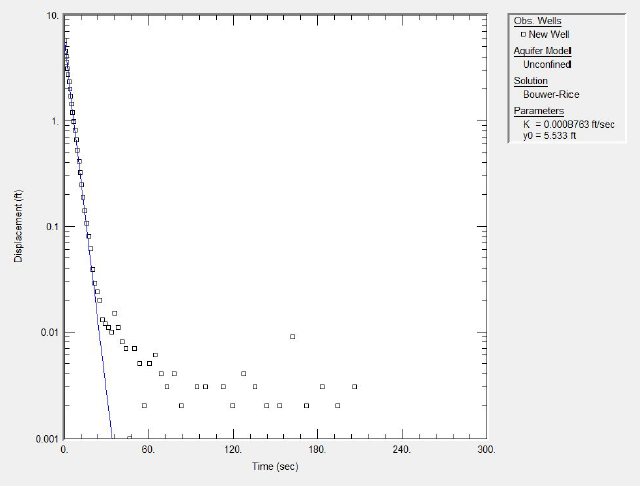 10.
1.
0.1
0.01
0.001
0.
60.
120.
180.
240.
300.
Displacement (ft)
Time (sec)
Obs. Wells
New Well
Aquifer Model
Unconfined
Solution
Bouwer-Rice
Parameters
K = 0.0008763 ft/sec
y0 = 5.533 ft